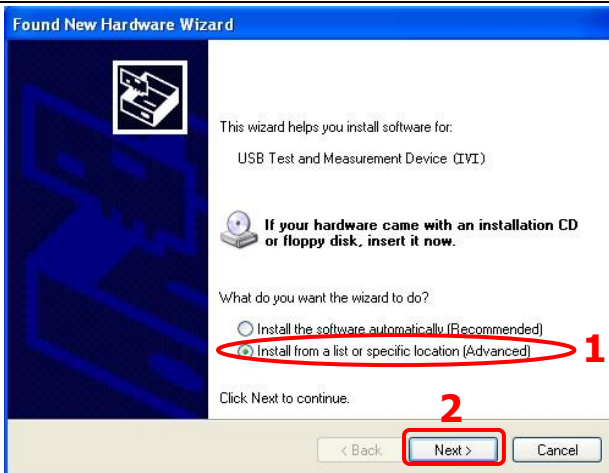 Found New Hardware Wizard
This wizard helps you install software for:
USB Test and Measurement Device (IVI)
If your hardware came with an installation CD
or floppy disk, insert it now.
What do you want the wizard to do?
Install the software automatically (Recommended)
Install from a list or specific location (Advanced)
1
Click Next to continue.
2
< Back
Next >
Cancel